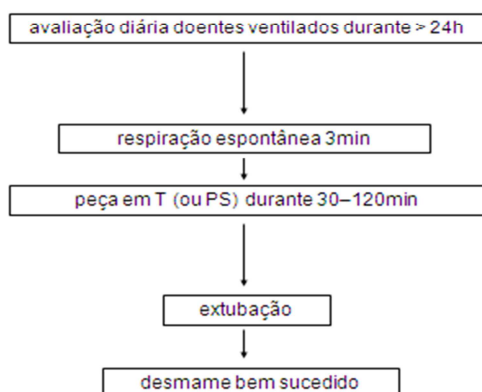 avaliação diária doentes ventilados durante > 24h
respiração espontânea 3min
peça em T (ou PS) durante 30–120min
extubação
desmame bem sucedido